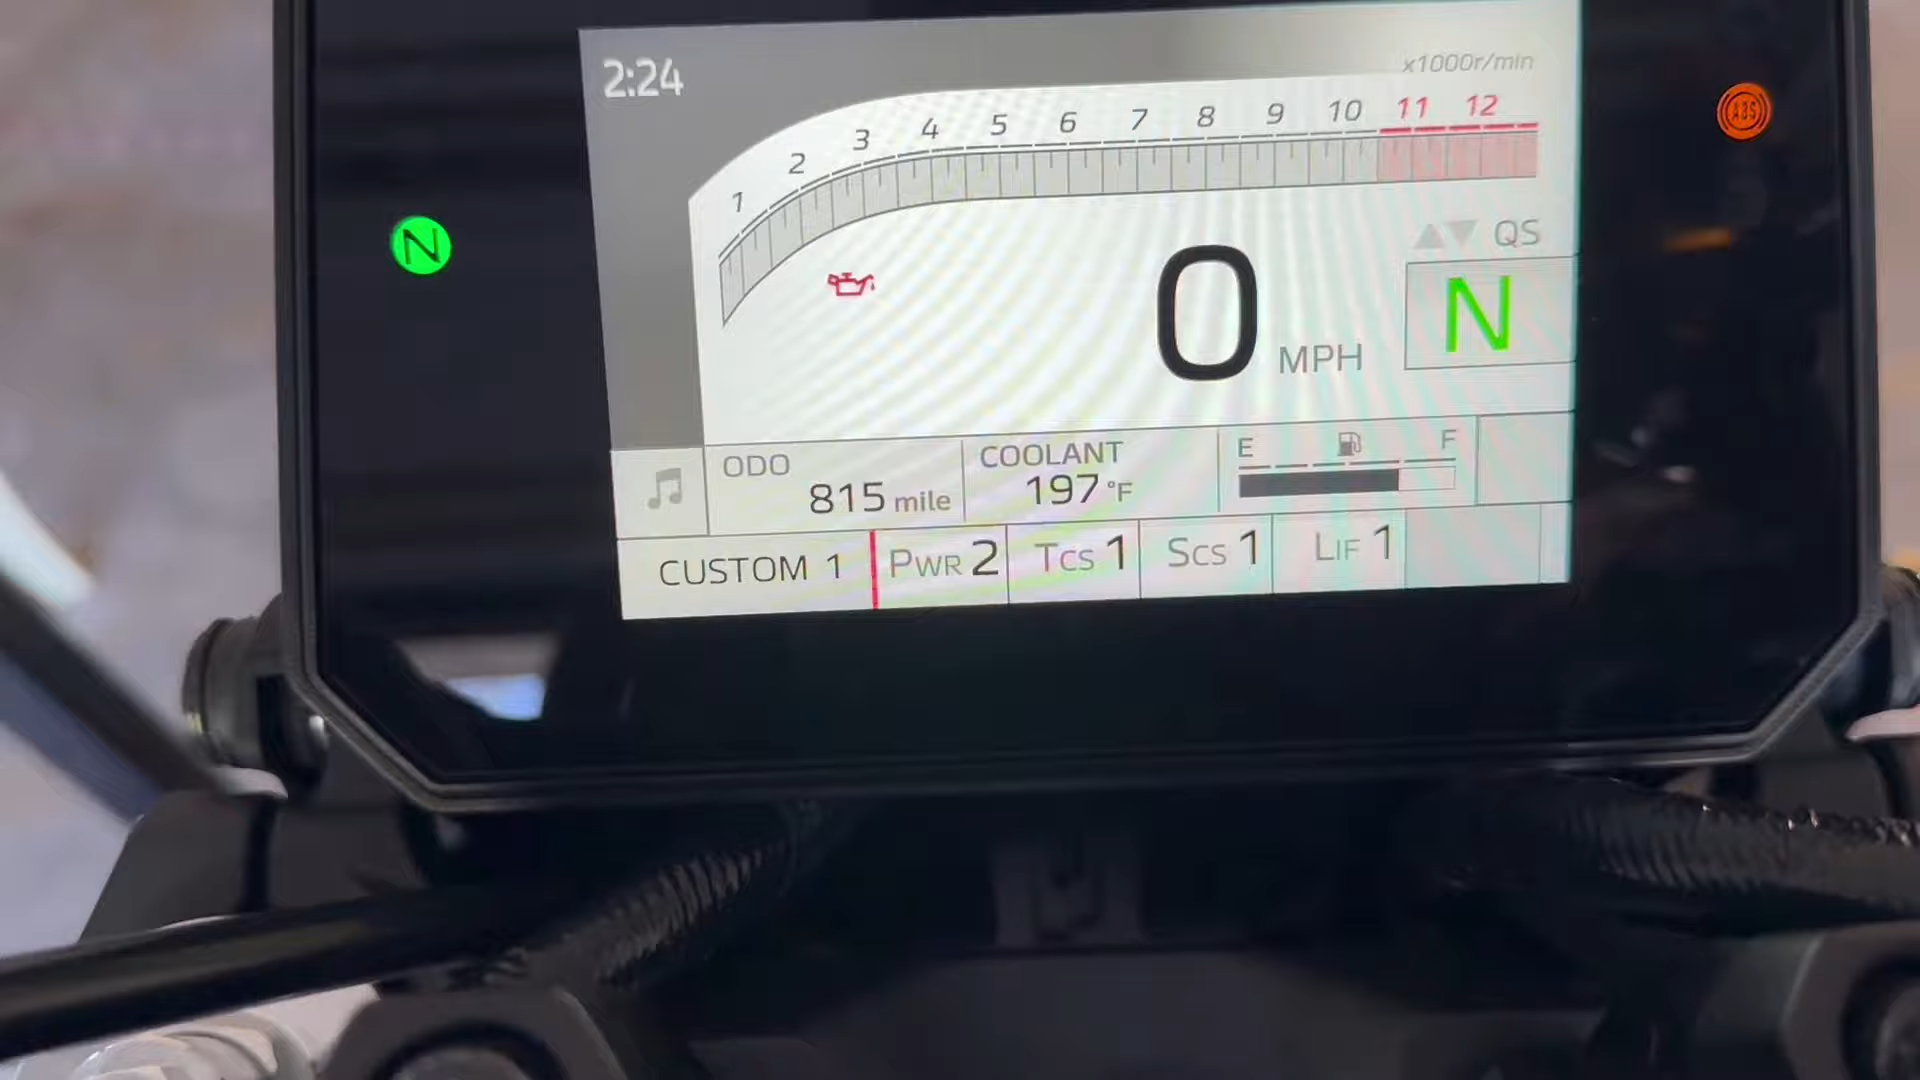 2:24
x1000r/min
1 2 3 4 5 6 7 8 9 10 11 12
ABS
N
QS
0 MPH
N
ODO
815 mile
COOLANT
197 °F
E F
CUSTOM 1 PWR 2 TCS 1 SCS 1 LIF 1